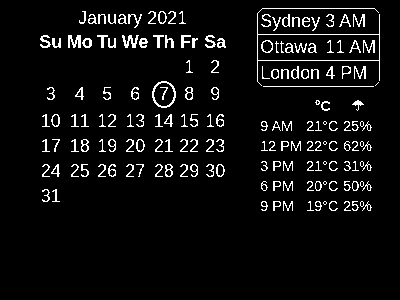 January 2021
Su Mo Tu We Th Fr Sa
1 2
3 4 5 6 7 8 9
10 11 12 13 14 15 16
17 18 19 20 21 22 23
24 25 26 27 28 29 30
31
Sydney 3 AM
Ottawa 11 AM
London 4 PM
°C ☂
9 AM 21°C 25%
12 PM 22°C 62%
3 PM 21°C 31%
6 PM 20°C 50%
9 PM 19°C 25%